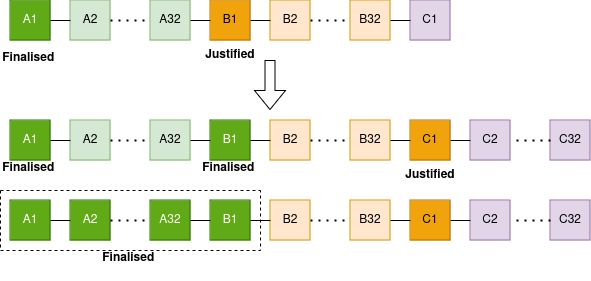 A1 A2 ..... A32 B1 B2 ..... B32 C1
Finalised Justified
A1 A2 ..... A32 B1 B2 ..... B32 C1 C2 ..... C32
Finalised Finalised Justified
A1 A2 ..... A32 B1 B2 ..... B32 C1 C2 ..... C32
Finalised